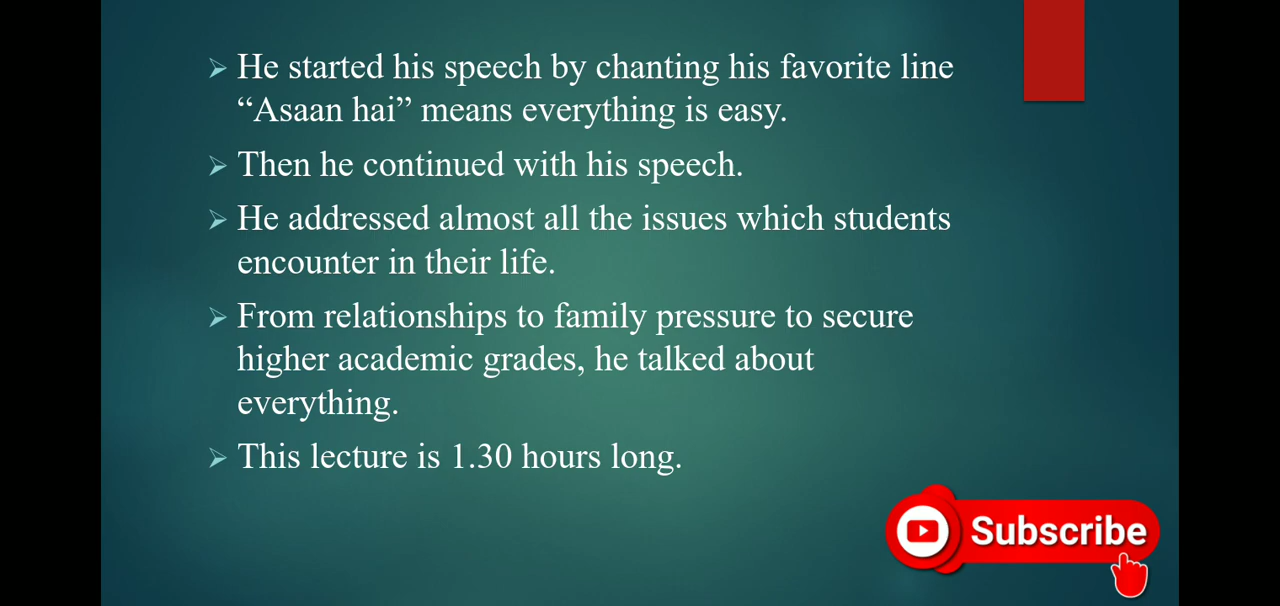 He started his speech by chanting his favorite line
“Asaan hai” means everything is easy.
Then he continued with his speech.
He addressed almost all the issues which students
encounter in their life.
From relationships to family pressure to secure
higher academic grades, he talked about
everything.
This lecture is 1.30 hours long.
Subscribe